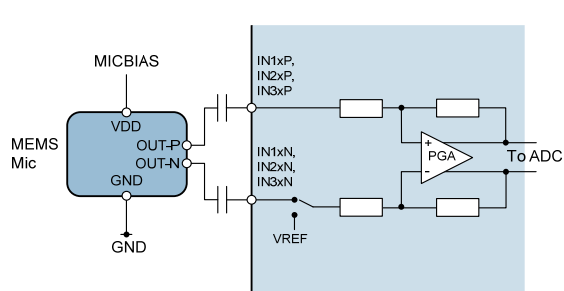 MICBIAS
IN1xP,
IN2xP,
IN3xP
VDD
MEMS
Mic
OUT-P
OUT-N
GND
GND
IN1xN,
IN2xN,
IN3xN
VREF
+
PGA
-
To ADC